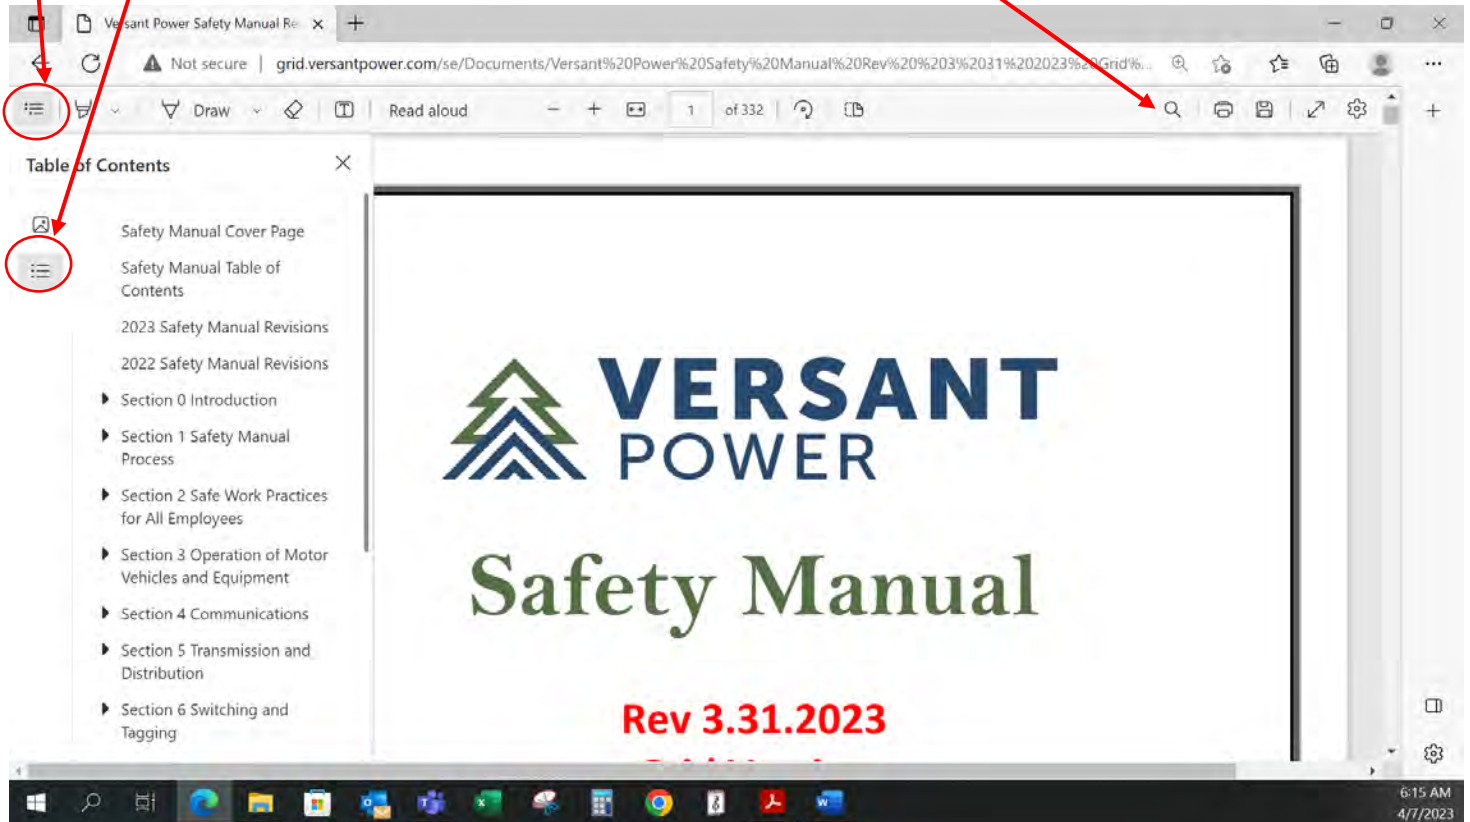 Versant Power Safety Manual Re
Not secure | grid.versantpower.com/se/Documents/Versant%20Power%20Safety%20Manual%20Rev%20%203%2031%202023%20Grid%...
Draw
Read aloud
1 of 332
Table of Contents
Safety Manual Cover Page
Safety Manual Table of
Contents
2023 Safety Manual Revisions
2022 Safety Manual Revisions
Section 0 Introduction
Section 1 Safety Manual
Process
Section 2 Safe Work Practices
for All Employees
Section 3 Operation of Motor
Vehicles and Equipment
Section 4 Communications
Section 5 Transmission and
Distribution
Section 6 Switching and
Tagging
VERSANT
POWER
Safety Manual
Rev 3.31.2023
6:15 AM
4/7/2023